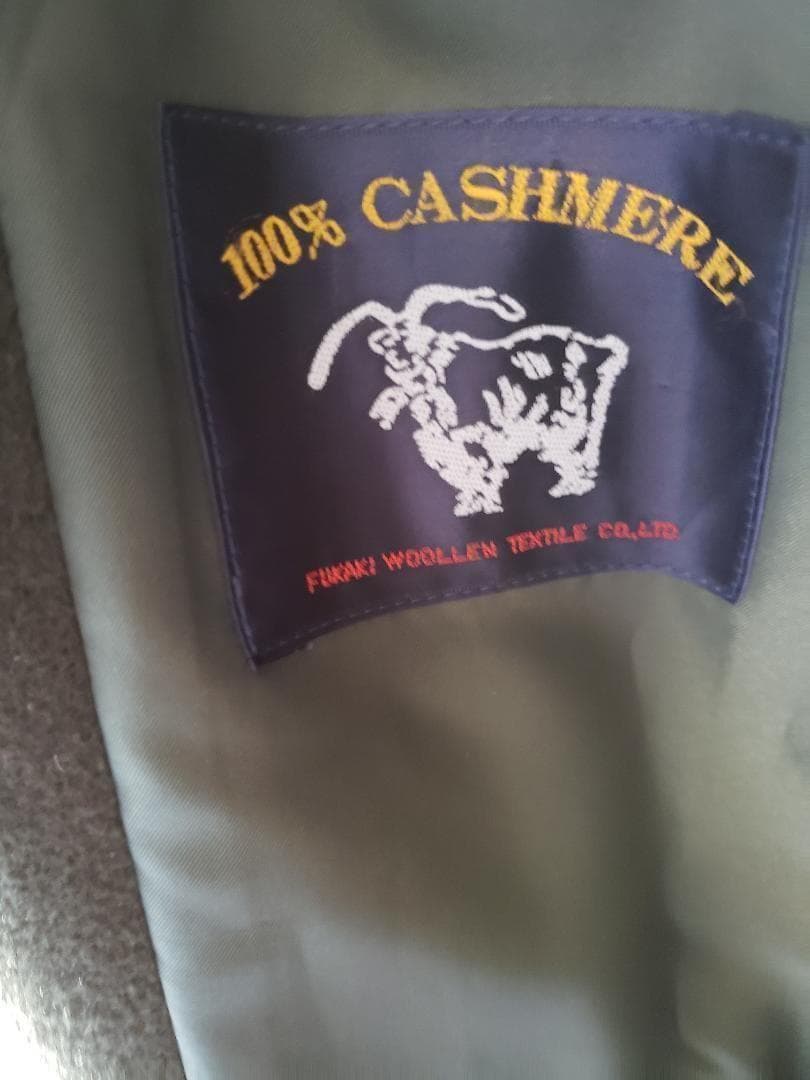 100% CASHMERE
FUKAKI WOOLLEN TEXTILE CO.,LTD.